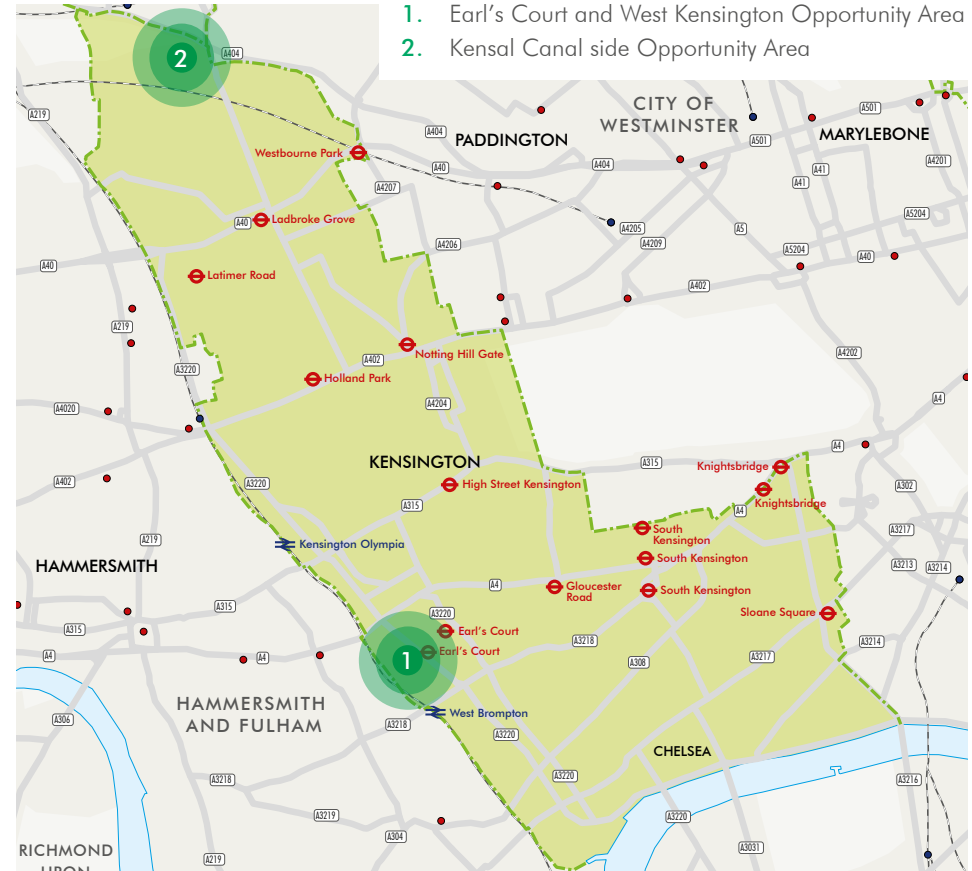 1. Earl's Court and West Kensington Opportunity Area
2. Kensal Canal side Opportunity Area
2
A404
A219
CITY OF
WESTMINSTER
A501
A404
PADDINGTON
A501
MARYLEBONE
Westbourne Park
A40
A404
A4201
A41
A41
A4207
Ladbroke Grove
A40
A4205
A5
A5204
A4206
A4209
A5204
A40
A40
Latimer Road
A402
A219
Notting Hill Gate
A402
A4202
A3220
Holland Park
A4020
A4204
A4
A4
KENSINGTON
A315
Knightsbridge
A402
A3220
High Street Kensington
A302
A315
Knightsbridge
A4
South
Kensington
A3217
A219
Kensington Olympia
South Kensington
A3213
A3214
HAMMERSMITH
A4
Gloucester
Road
South Kensington
A315
A3220
Sloane Square
A315
Earl's Court
A3218
A3214
A4
A4
1
Earl's Court
A308
A3217
HAMMERSMITH
AND FULHAM
A306
A3218
West Brompton
A3220
CHELSEA
A3218
A3220
A3216
A3219
A3220
A304
RICHMOND
UPON
A219
A3031